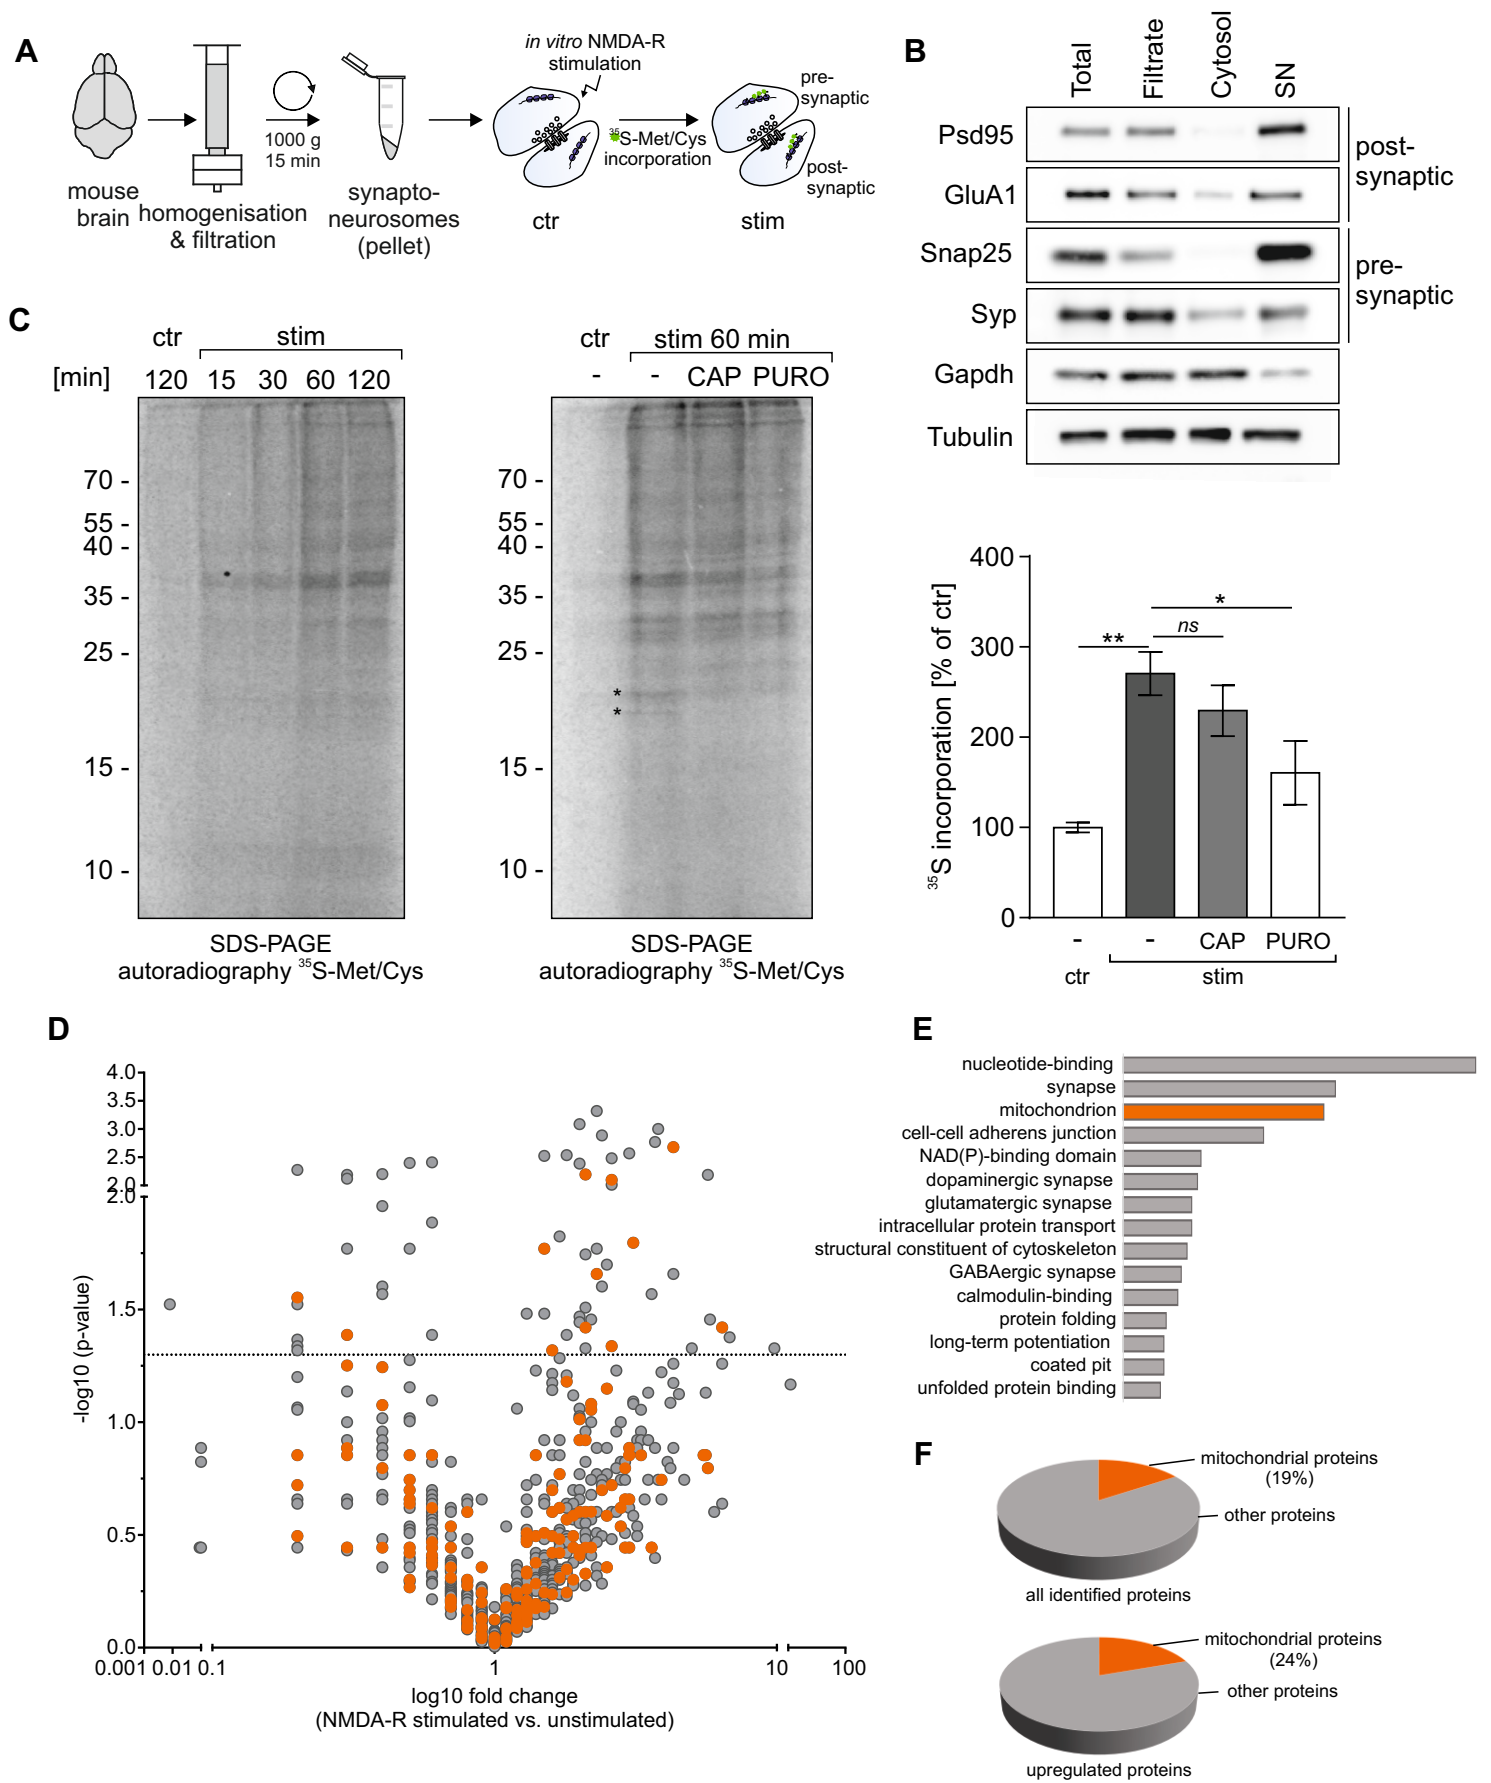 A
in vitro NMDA-R
stimulation
1000 g
15 min
35S-Met/Cys
incorporation
pre-
synaptic
post-
synaptic
mouse
brain
homogenisation
& filtration
synapto-
neurosomes
(pellet)
ctr
stim
B
Total
Filtrate
Cytosol
SN
Psd95
GluA1
Snap25
Syp
Gapdh
Tubulin
post-
synaptic
pre-
synaptic
C
ctr
stim
[min]
120 15 30 60 120
70 -
55 -
40 -
35 -
25 -
15 -
10 -
SDS-PAGE
autoradiography 35S-Met/Cys
ctr
stim 60 min
- - CAP PURO
70 -
55 -
40 -
35 -
25 -
*
*
15 -
10 -
SDS-PAGE
autoradiography 35S-Met/Cys
35S incorporation [% of ctr]
400
300
200
100
0
*
ns
**
- - CAP PURO
ctr
stim
D
-log10 (p-value)
4.0
3.5
3.0
2.5
2.0
2.0
1.5
1.0
0.5
0.0
0.001 0.01 0.1 1 10 100
log10 fold change
(NMDA-R stimulated vs. unstimulated)
E
nucleotide-binding
synapse
mitochondrion
cell-cell adherens junction
NAD(P)-binding domain
dopaminergic synapse
glutamatergic synapse
intracellular protein transport
structural constituent of cytoskeleton
GABAergic synapse
calmodulin-binding
protein folding
long-term potentiation
coated pit
unfolded protein binding
F
mitochondrial proteins
(19%)
other proteins
all identified proteins
mitochondrial proteins
(24%)
other proteins
upregulated proteins